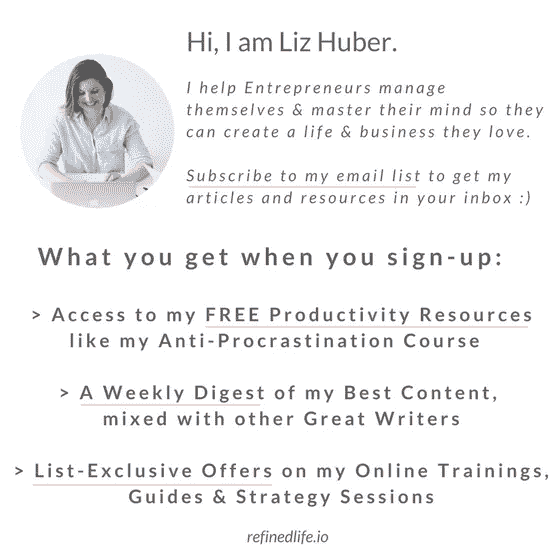 Hi, I am Liz Huber.
I help Entrepreneurs manage
themselves & master their mind so they
can create a life & business they love.
Subscribe to my email list to get my
articles and resources in your inbox :)
What you get when you sign-up:
> Access to my FREE Productivity Resources
like my Anti-Procrastination Course
> A Weekly Digest of my Best Content,
mixed with other Great Writers
> List-Exclusive Offers on my Online Trainings,
Guides & Strategy Sessions
refinedlife.io